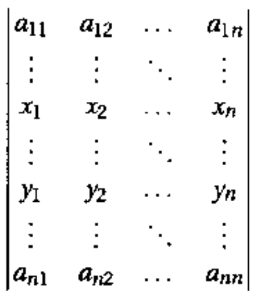 a11 a12 … a1n
⋮ ⋮ ⋱ ⋮
x1 x2 … xn
⋮ ⋮ ⋱ ⋮
y1 y2 … yn
⋮ ⋮ ⋱ ⋮
an1 an2 … ann